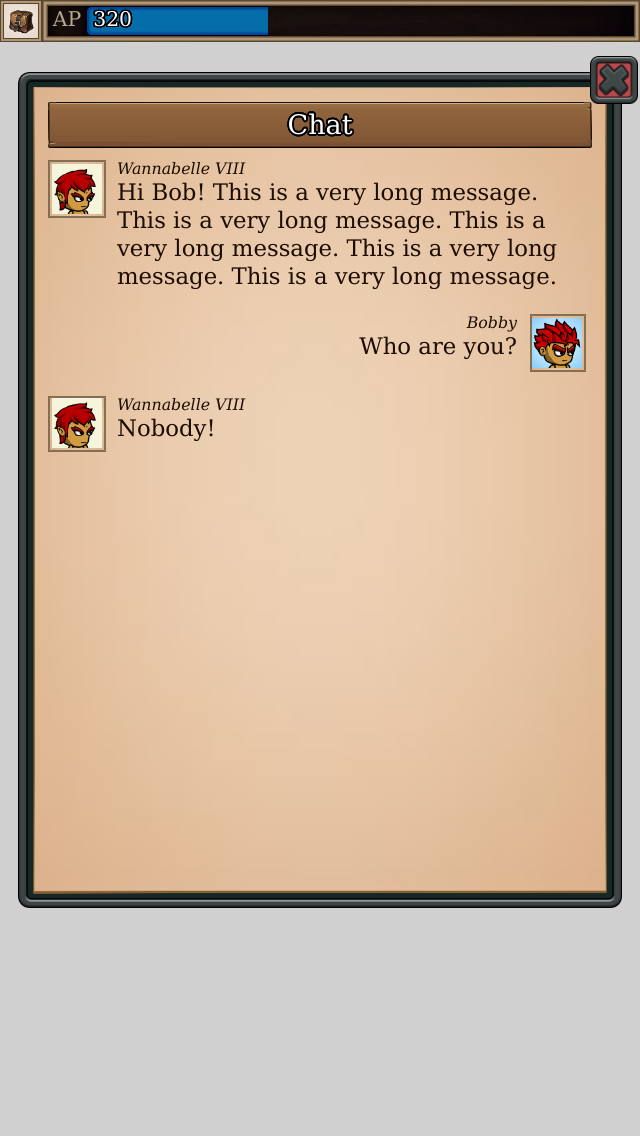 AP 320
Chat
Wannabelle VIII
Hi Bob! This is a very long message.
This is a very long message. This is a
very long message. This is a very long
message. This is a very long message.
Bobby
Who are you?
Wannabelle VIII
Nobody!